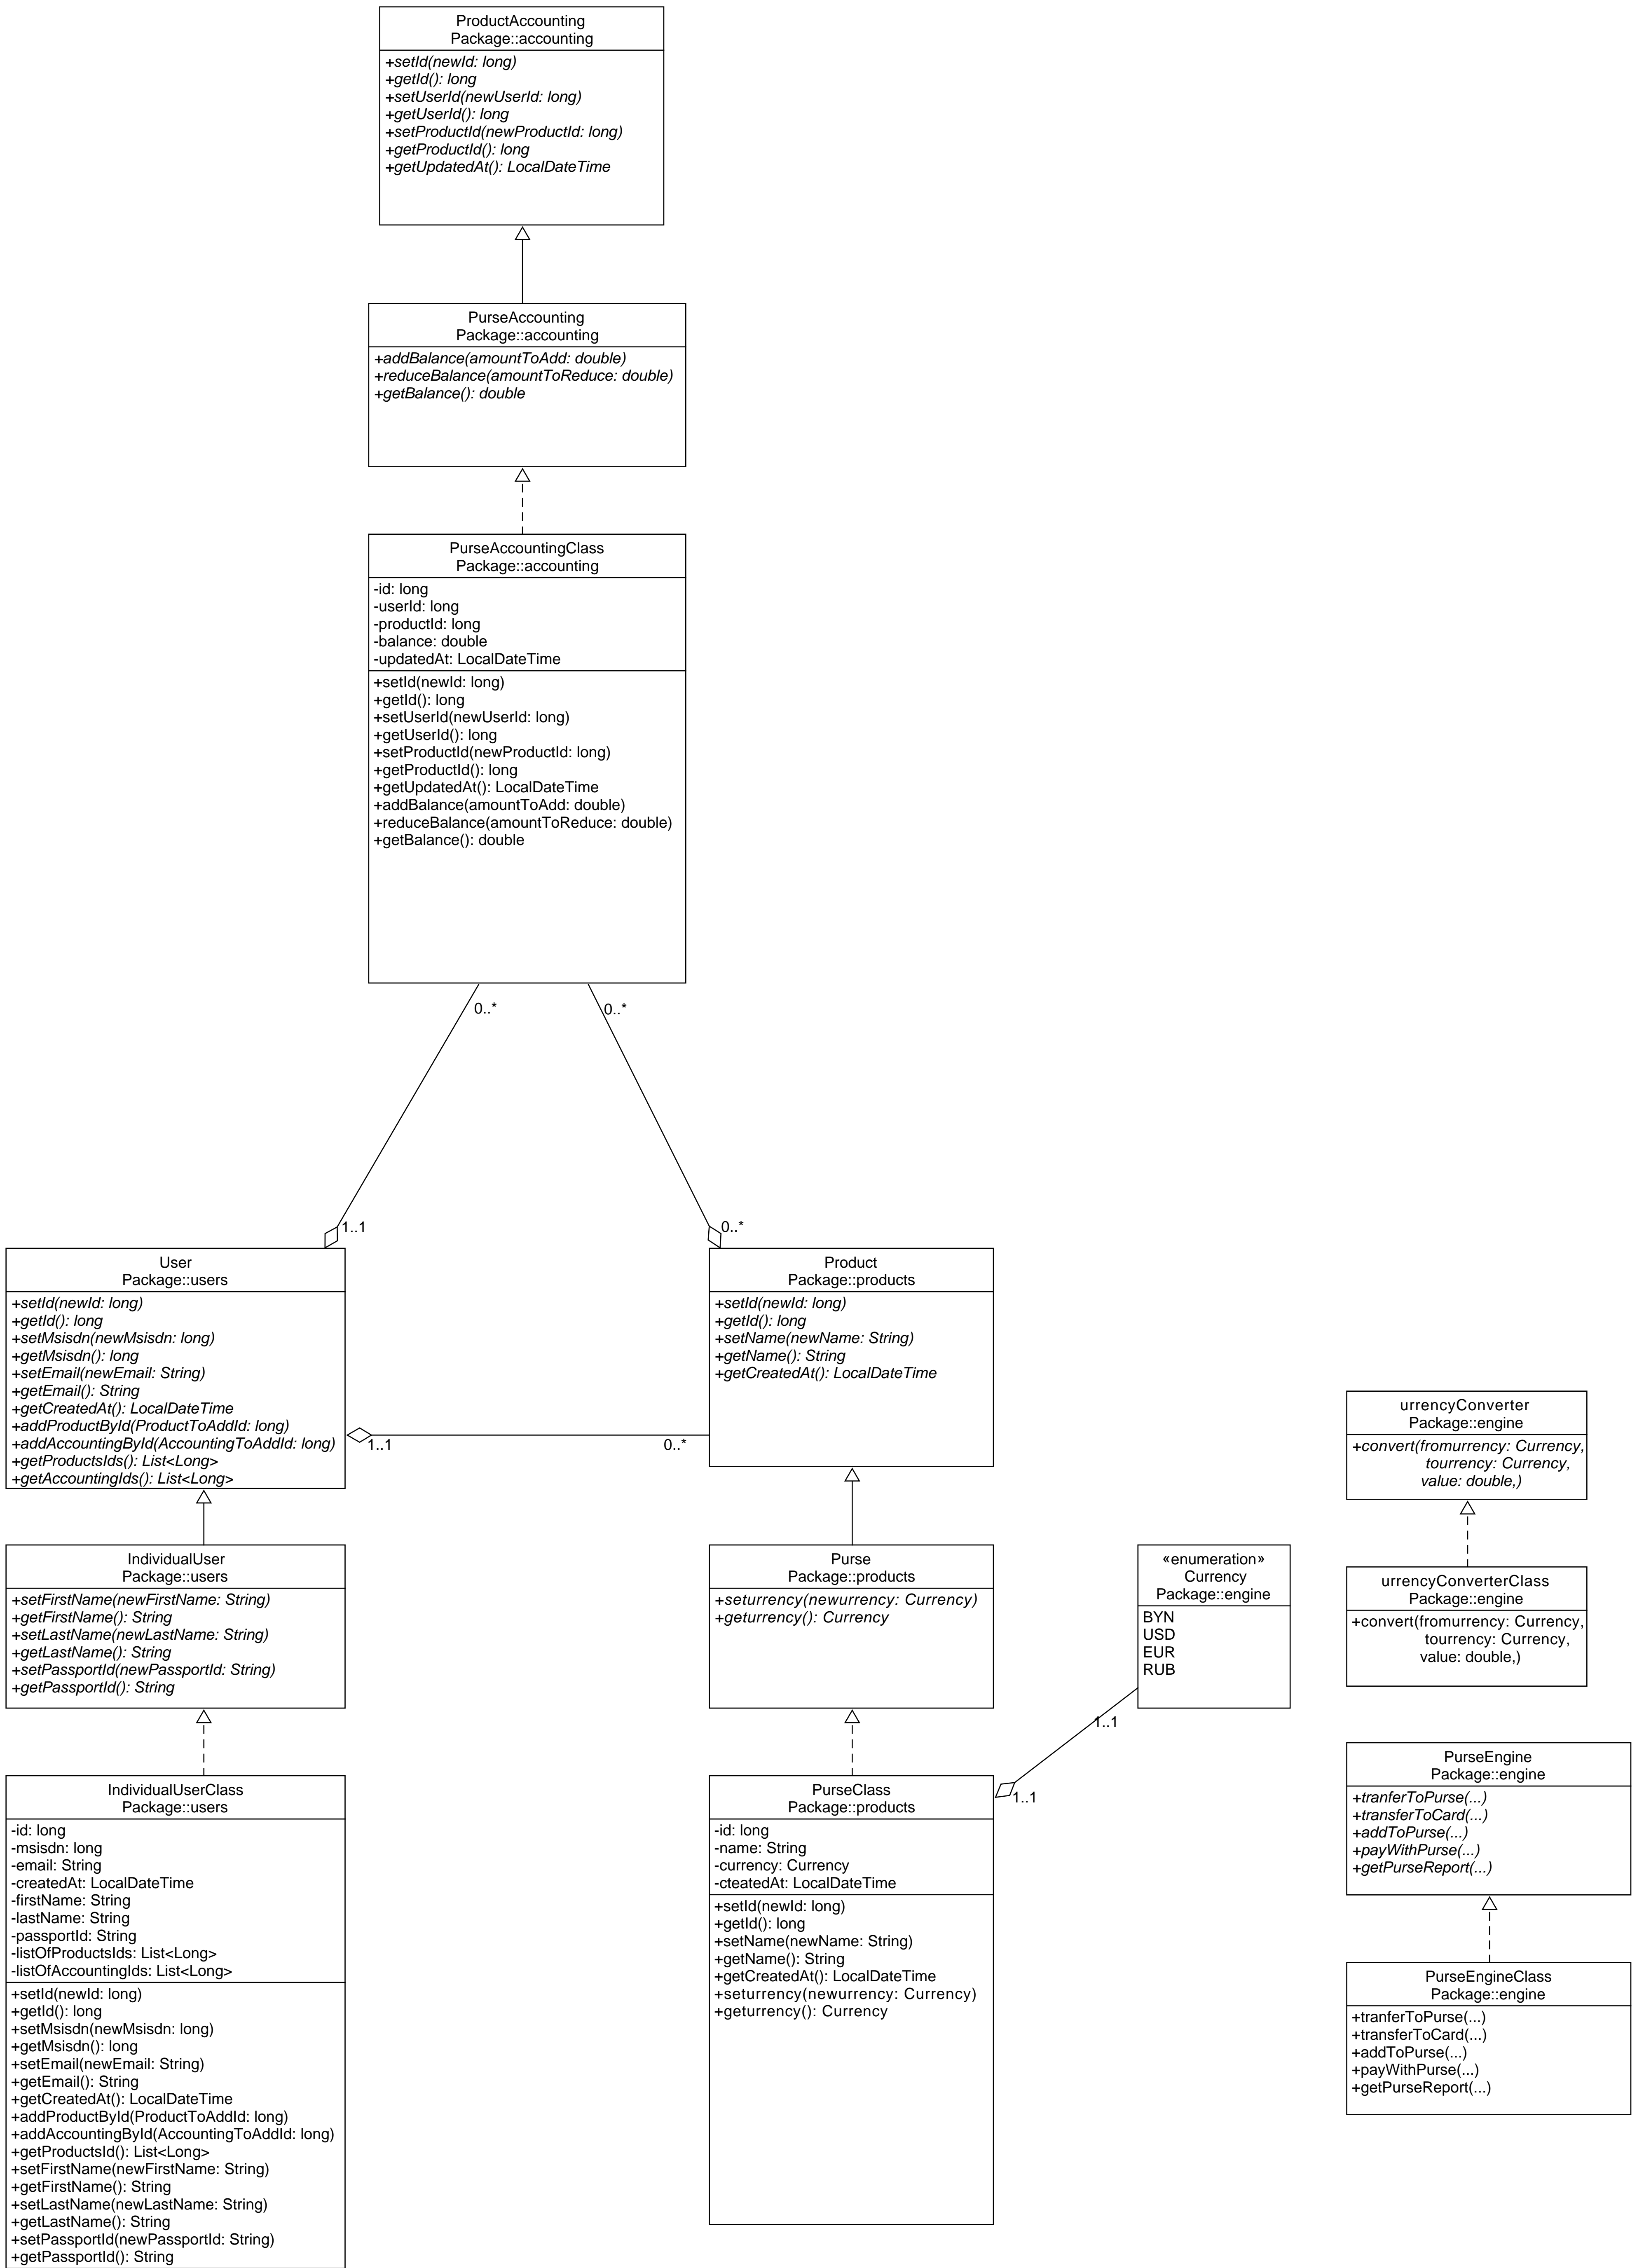 ProductAccounting
Package::accounting
+setId(newId: long)
+getId(): long
+setUserId(newUserId: long)
+getUserId(): long
+setProductId(newProductId: long)
+getProductId(): long
+getUpdatedAt(): LocalDateTime
PurseAccounting
Package::accounting
+addBalance(amountToAdd: double)
+reduceBalance(amountToReduce: double)
+getBalance(): double
PurseAccountingClass
Package::accounting
-id: long
-userId: long
-productId: long
-balance: double
-updatedAt: LocalDateTime
+setId(newId: long)
+getId(): long
+setUserId(newUserId: long)
+getUserId(): long
+setProductId(newProductId: long)
+getProductId(): long
+getUpdatedAt(): LocalDateTime
+addBalance(amountToAdd: double)
+reduceBalance(amountToReduce: double)
+getBalance(): double
0..*
0..*
1..1
0..*
User
Package::users
+setId(newId: long)
+getId(): long
+setMsisdn(newMsisdn: long)
+getMsisdn(): long
+setEmail(newEmail: String)
+getEmail(): String
+getCreatedAt(): LocalDateTime
+addProductById(ProductToAddId: long)
+addAccountingById(AccountingToAddId: long)
+getProductsIds(): List<Long>
+getAccountingIds(): List<Long>
1..1
0..*
Product
Package::products
+setId(newId: long)
+getId(): long
+setName(newName: String)
+getName(): String
+getCreatedAt(): LocalDateTime
urrencyConverter
Package::engine
+convert(fromurrency: Currency,
tourrency: Currency,
value: double,)
IndividualUser
Package::users
+setFirstName(newFirstName: String)
+getFirstName(): String
+setLastName(newLastName: String)
+getLastName(): String
+setPassportId(newPassportId: String)
+getPassportId(): String
Purse
Package::products
+seturrency(newurrency: Currency)
+geturrency(): Currency
«enumeration»
Currency
Package::engine
BYN
USD
EUR
RUB
1..1
1..1
urrencyConverterClass
Package::engine
+convert(fromurrency: Currency,
tourrency: Currency,
value: double,)
IndividualUserClass
Package::users
-id: long
-msisdn: long
-email: String
-createdAt: LocalDateTime
-firstName: String
-lastName: String
-passportId: String
-listOfProductsIds: List<Long>
-listOfAccountingIds: List<Long>
+setId(newId: long)
+getId(): long
+setMsisdn(newMsisdn: long)
+getMsisdn(): long
+setEmail(newEmail: String)
+getEmail(): String
+getCreatedAt(): LocalDateTime
+addProductById(ProductToAddId: long)
+addAccountingById(AccountingToAddId: long)
+getProductsId(): List<Long>
+setFirstName(newFirstName: String)
+getFirstName(): String
+setLastName(newLastName: String)
+getLastName(): String
+setPassportId(newPassportId: String)
+getPassportId(): String
PurseClass
Package::products
-id: long
-name: String
-currency: Currency
-cteatedAt: LocalDateTime
+setId(newId: long)
+getId(): long
+setName(newName: String)
+getName(): String
+getCreatedAt(): LocalDateTime
+seturrency(newurrency: Currency)
+geturrency(): Currency
PurseEngine
Package::engine
+tranferToPurse(...)
+transferToCard(...)
+addToPurse(...)
+payWithPurse(...)
+getPurseReport(...)
PurseEngineClass
Package::engine
+tranferToPurse(...)
+transferToCard(...)
+addToPurse(...)
+payWithPurse(...)
+getPurseReport(...)